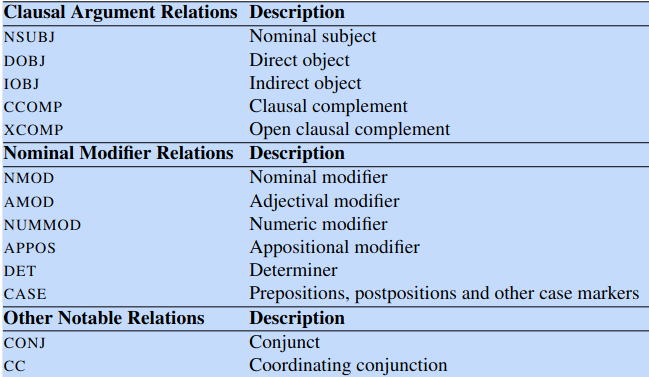 Clausal Argument Relations Description
NSUBJ Nominal subject
DOBJ Direct object
IOBJ Indirect object
CCOMP Clausal complement
XCOMP Open clausal complement
Nominal Modifier Relations Description
NMOD Nominal modifier
AMOD Adjectival modifier
NUMMOD Numeric modifier
APPOS Appositional modifier
DET Determiner
CASE Prepositions, postpositions and other case markers
Other Notable Relations Description
CONJ Conjunct
CC Coordinating conjunction